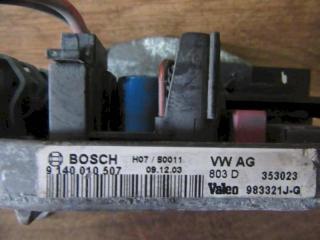 BOSCH H07 / S0011 VW AG
9 140 010 507 09.12.03 803 D 353023
Valeo 983321J-G